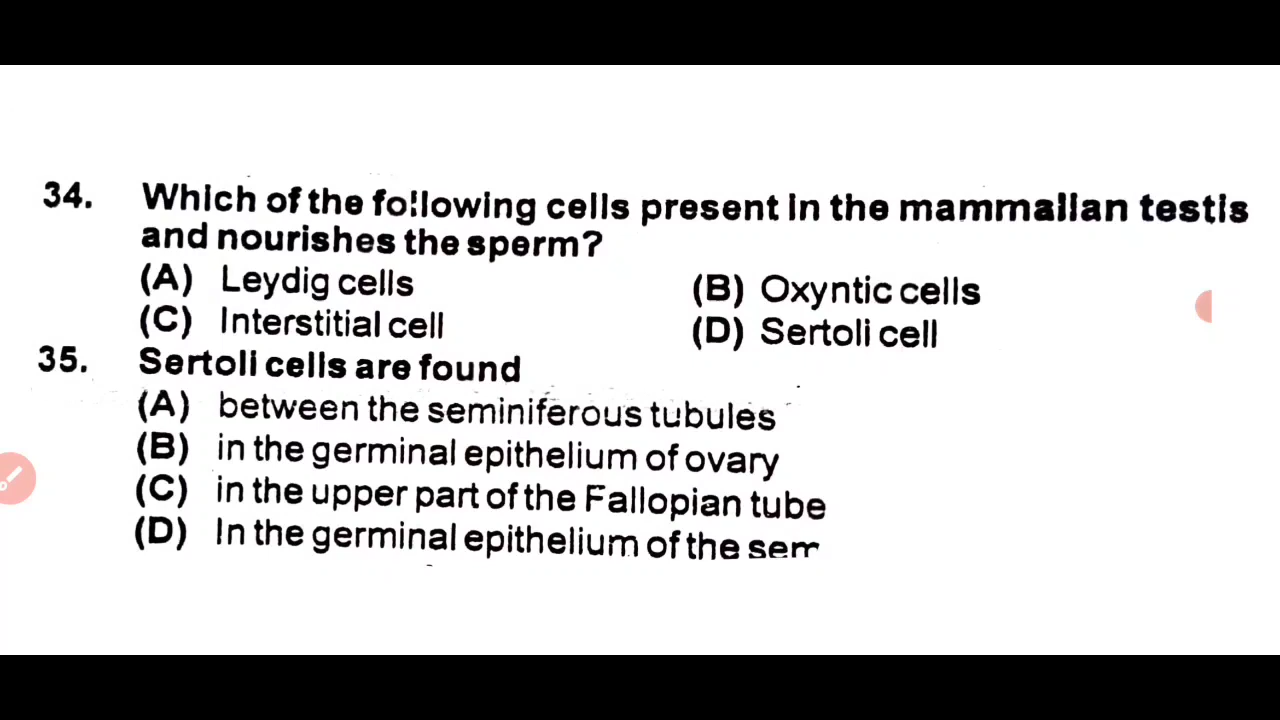 34. Which of the following cells present in the mammalian testis
and nourishes the sperm?
(A) Leydig cells (B) Oxyntic cells
(C) Interstitial cell (D) Sertoli cell
35. Sertoli cells are found
(A) between the seminiferous tubules
(B) in the germinal epithelium of ovary
(C) in the upper part of the Fallopian tube
(D) In the germinal epithelium of the